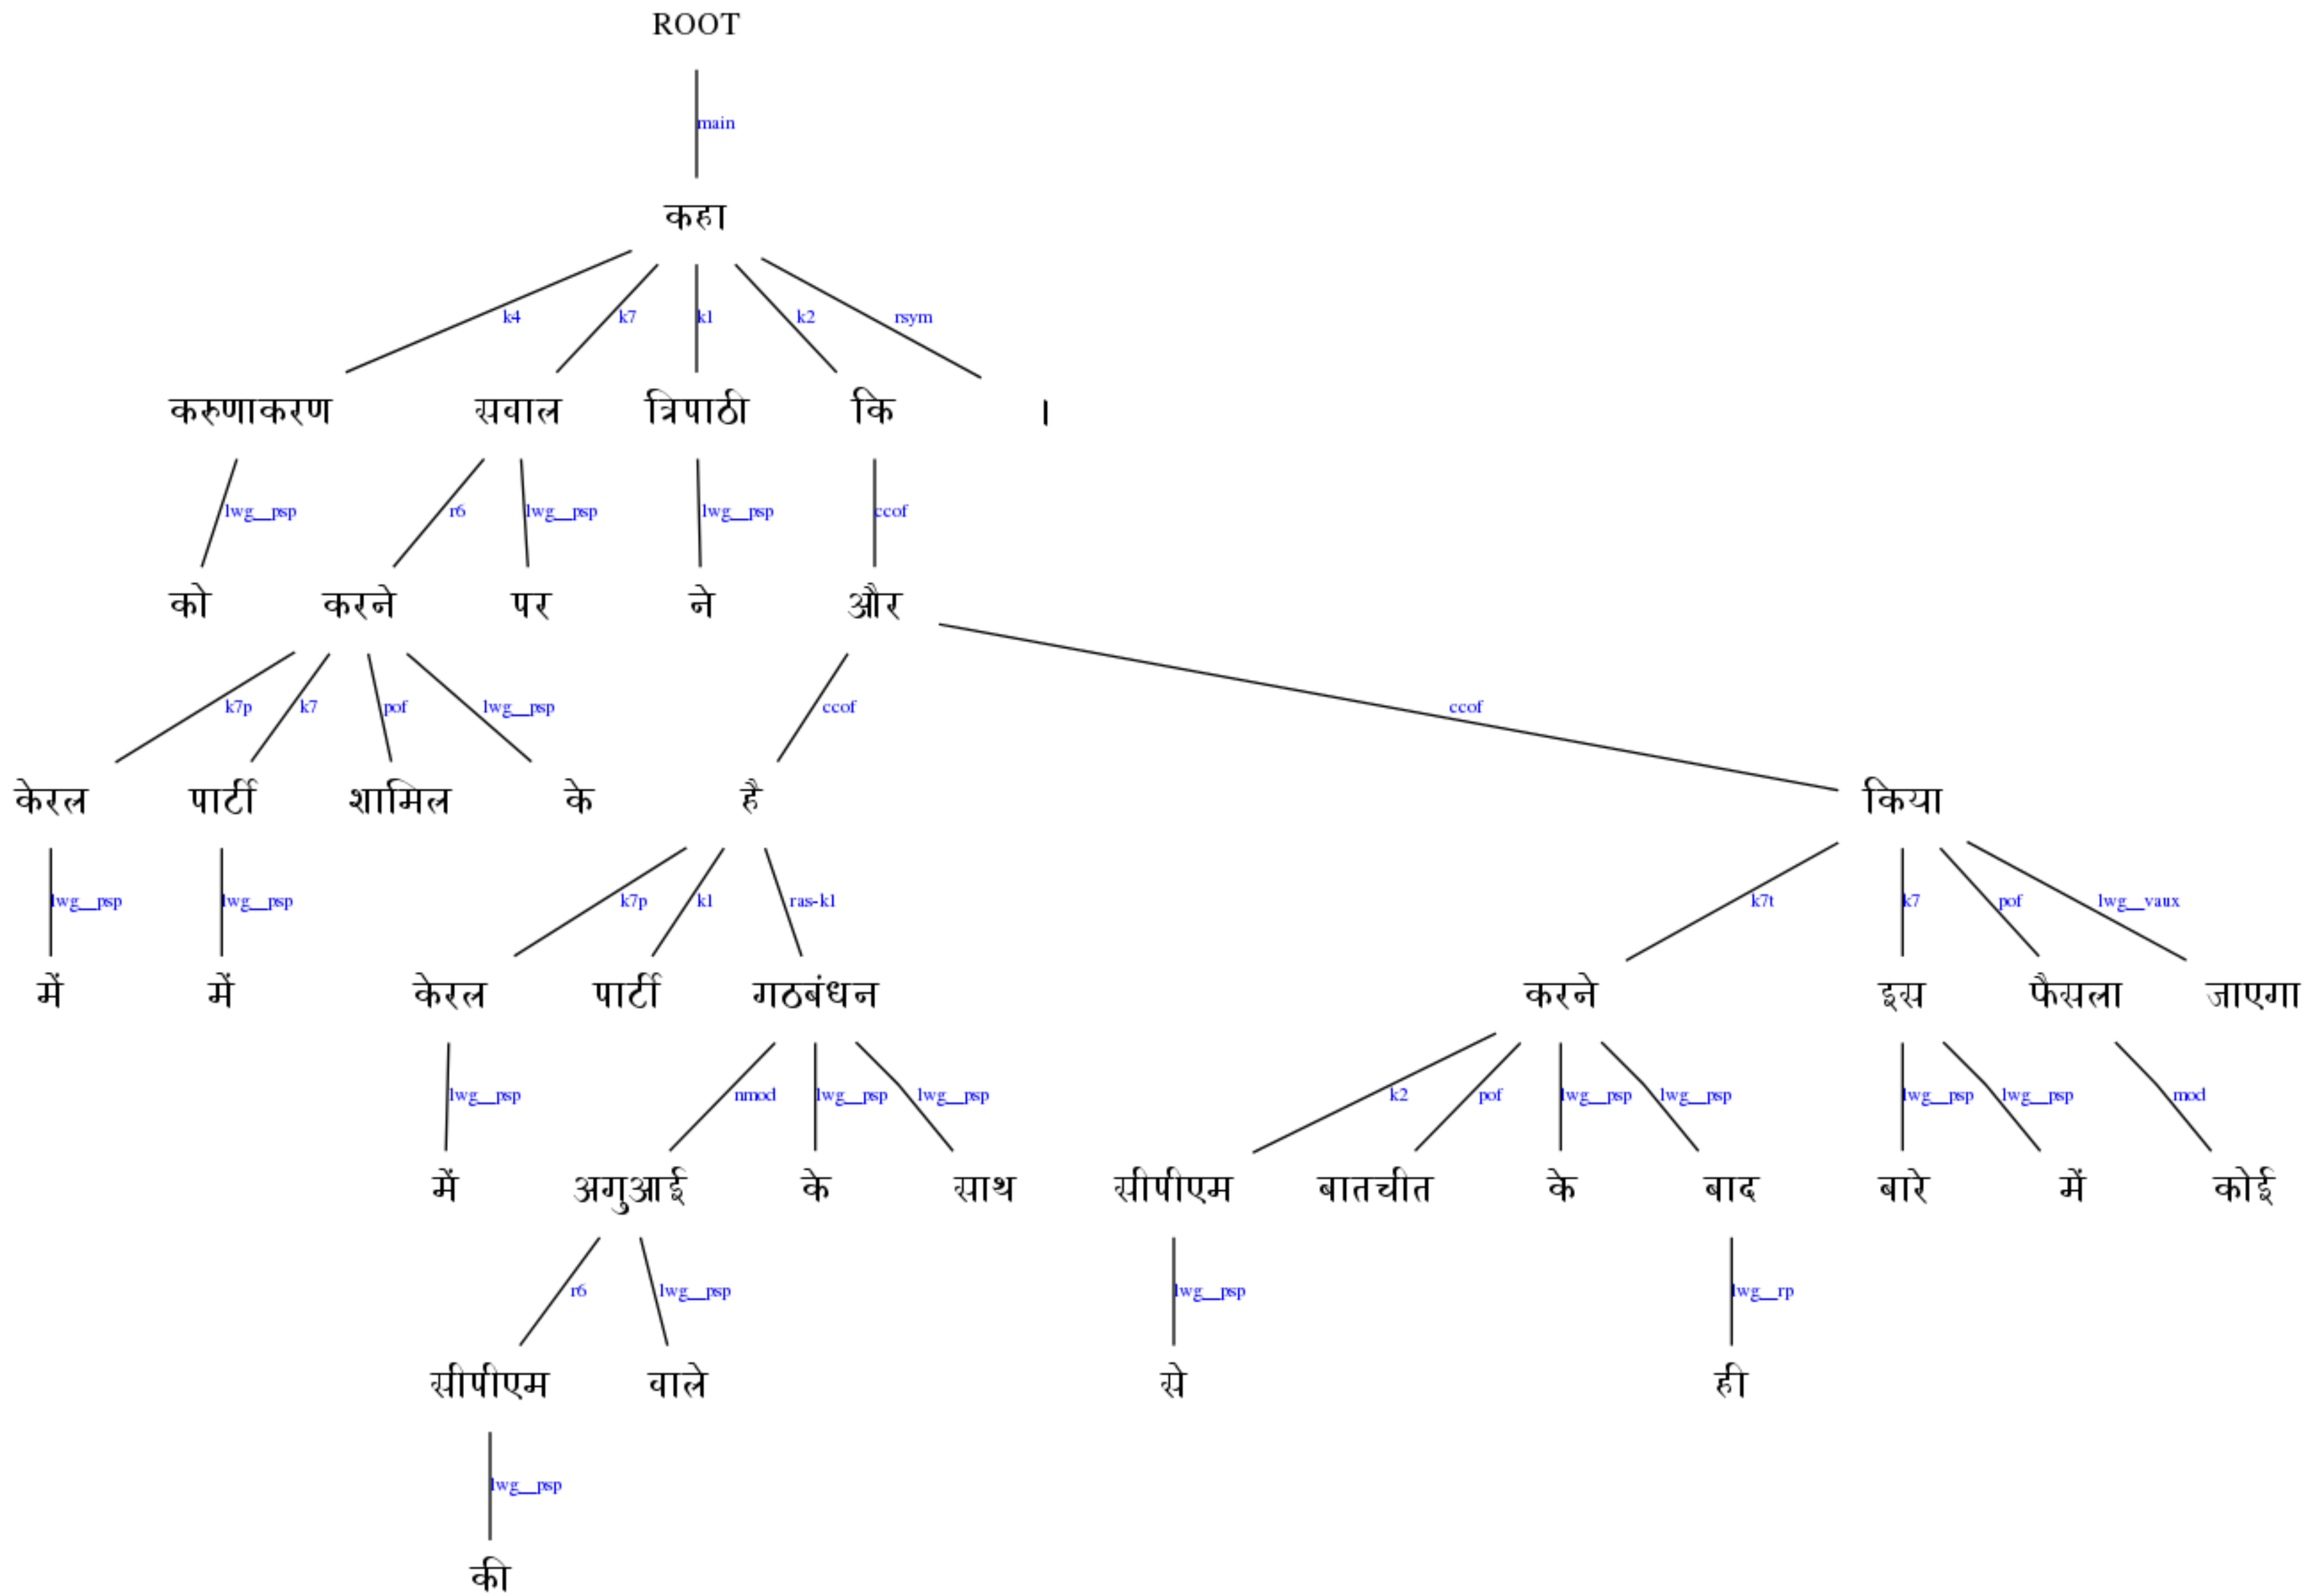 ROOT
main
कहा
k4 k7 k1 k2 rsym
करुणाकरण सवाल त्रिपाठी कि ।
lwg__psp r6 lwg__psp lwg__psp ccof
को करने पर ने और
k7p k7 pof lwg__psp ccof ccof
केरल पार्टी शामिल के है किया
lwg__psp lwg__psp k7p k1 ras-k1 k7t k7 pof lwg__vaux
में में केरल पार्टी गठबंधन करने इस फैसला जाएगा
lwg__psp nmod lwg__psp lwg__psp k2 pof lwg__psp lwg__psp lwg__psp lwg__psp mod
में अगुआई के साथ सीपीएम बातचीत के बाद बारे में कोई
r6 lwg__psp lwg__psp lwg__rp
सीपीएम वाले से ही
lwg__psp
की